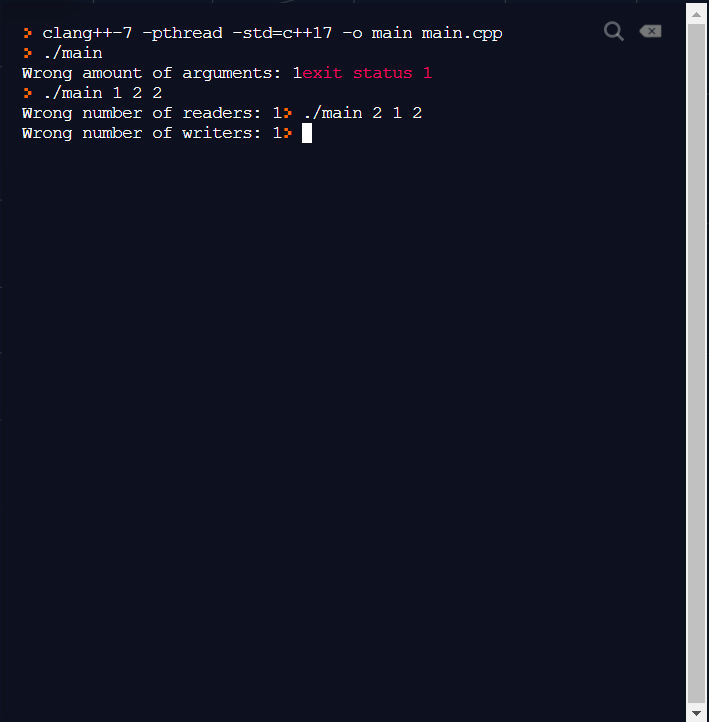 > clang++-7 -pthread -std=c++17 -o main main.cpp
> ./main
Wrong amount of arguments: 1exit status 1
> ./main 1 2 2
Wrong number of readers: 1> ./main 2 1 2
Wrong number of writers: 1>